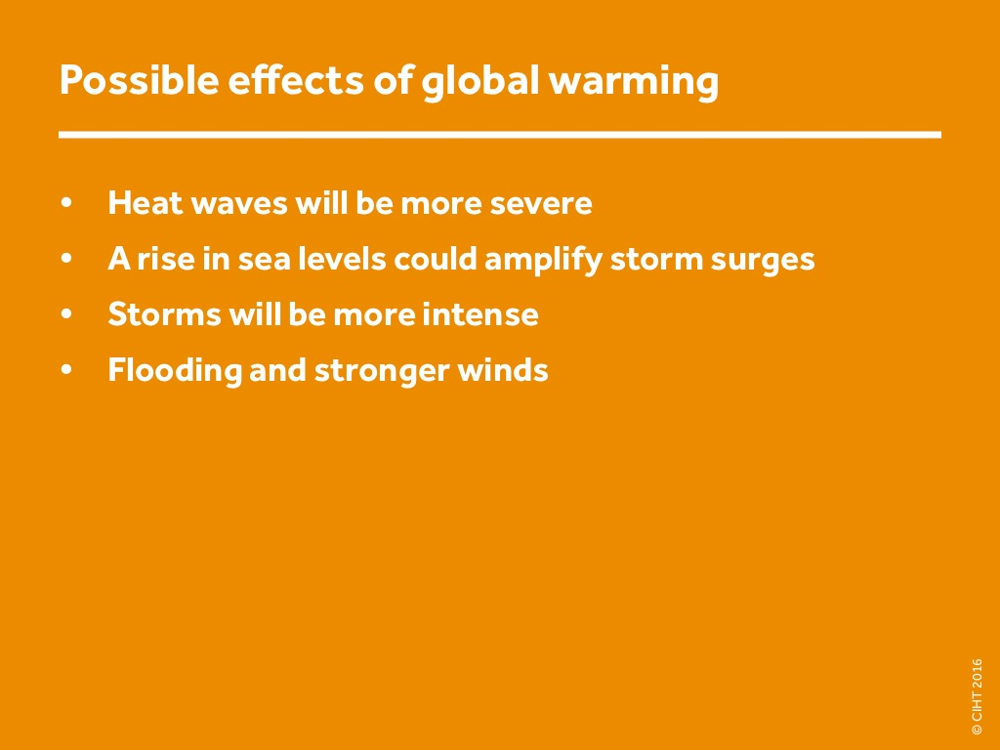 Possible effects of global warming
• Heat waves will be more severe
• A rise in sea levels could amplify storm surges
• Storms will be more intense
• Flooding and stronger winds
© CIHT 2016